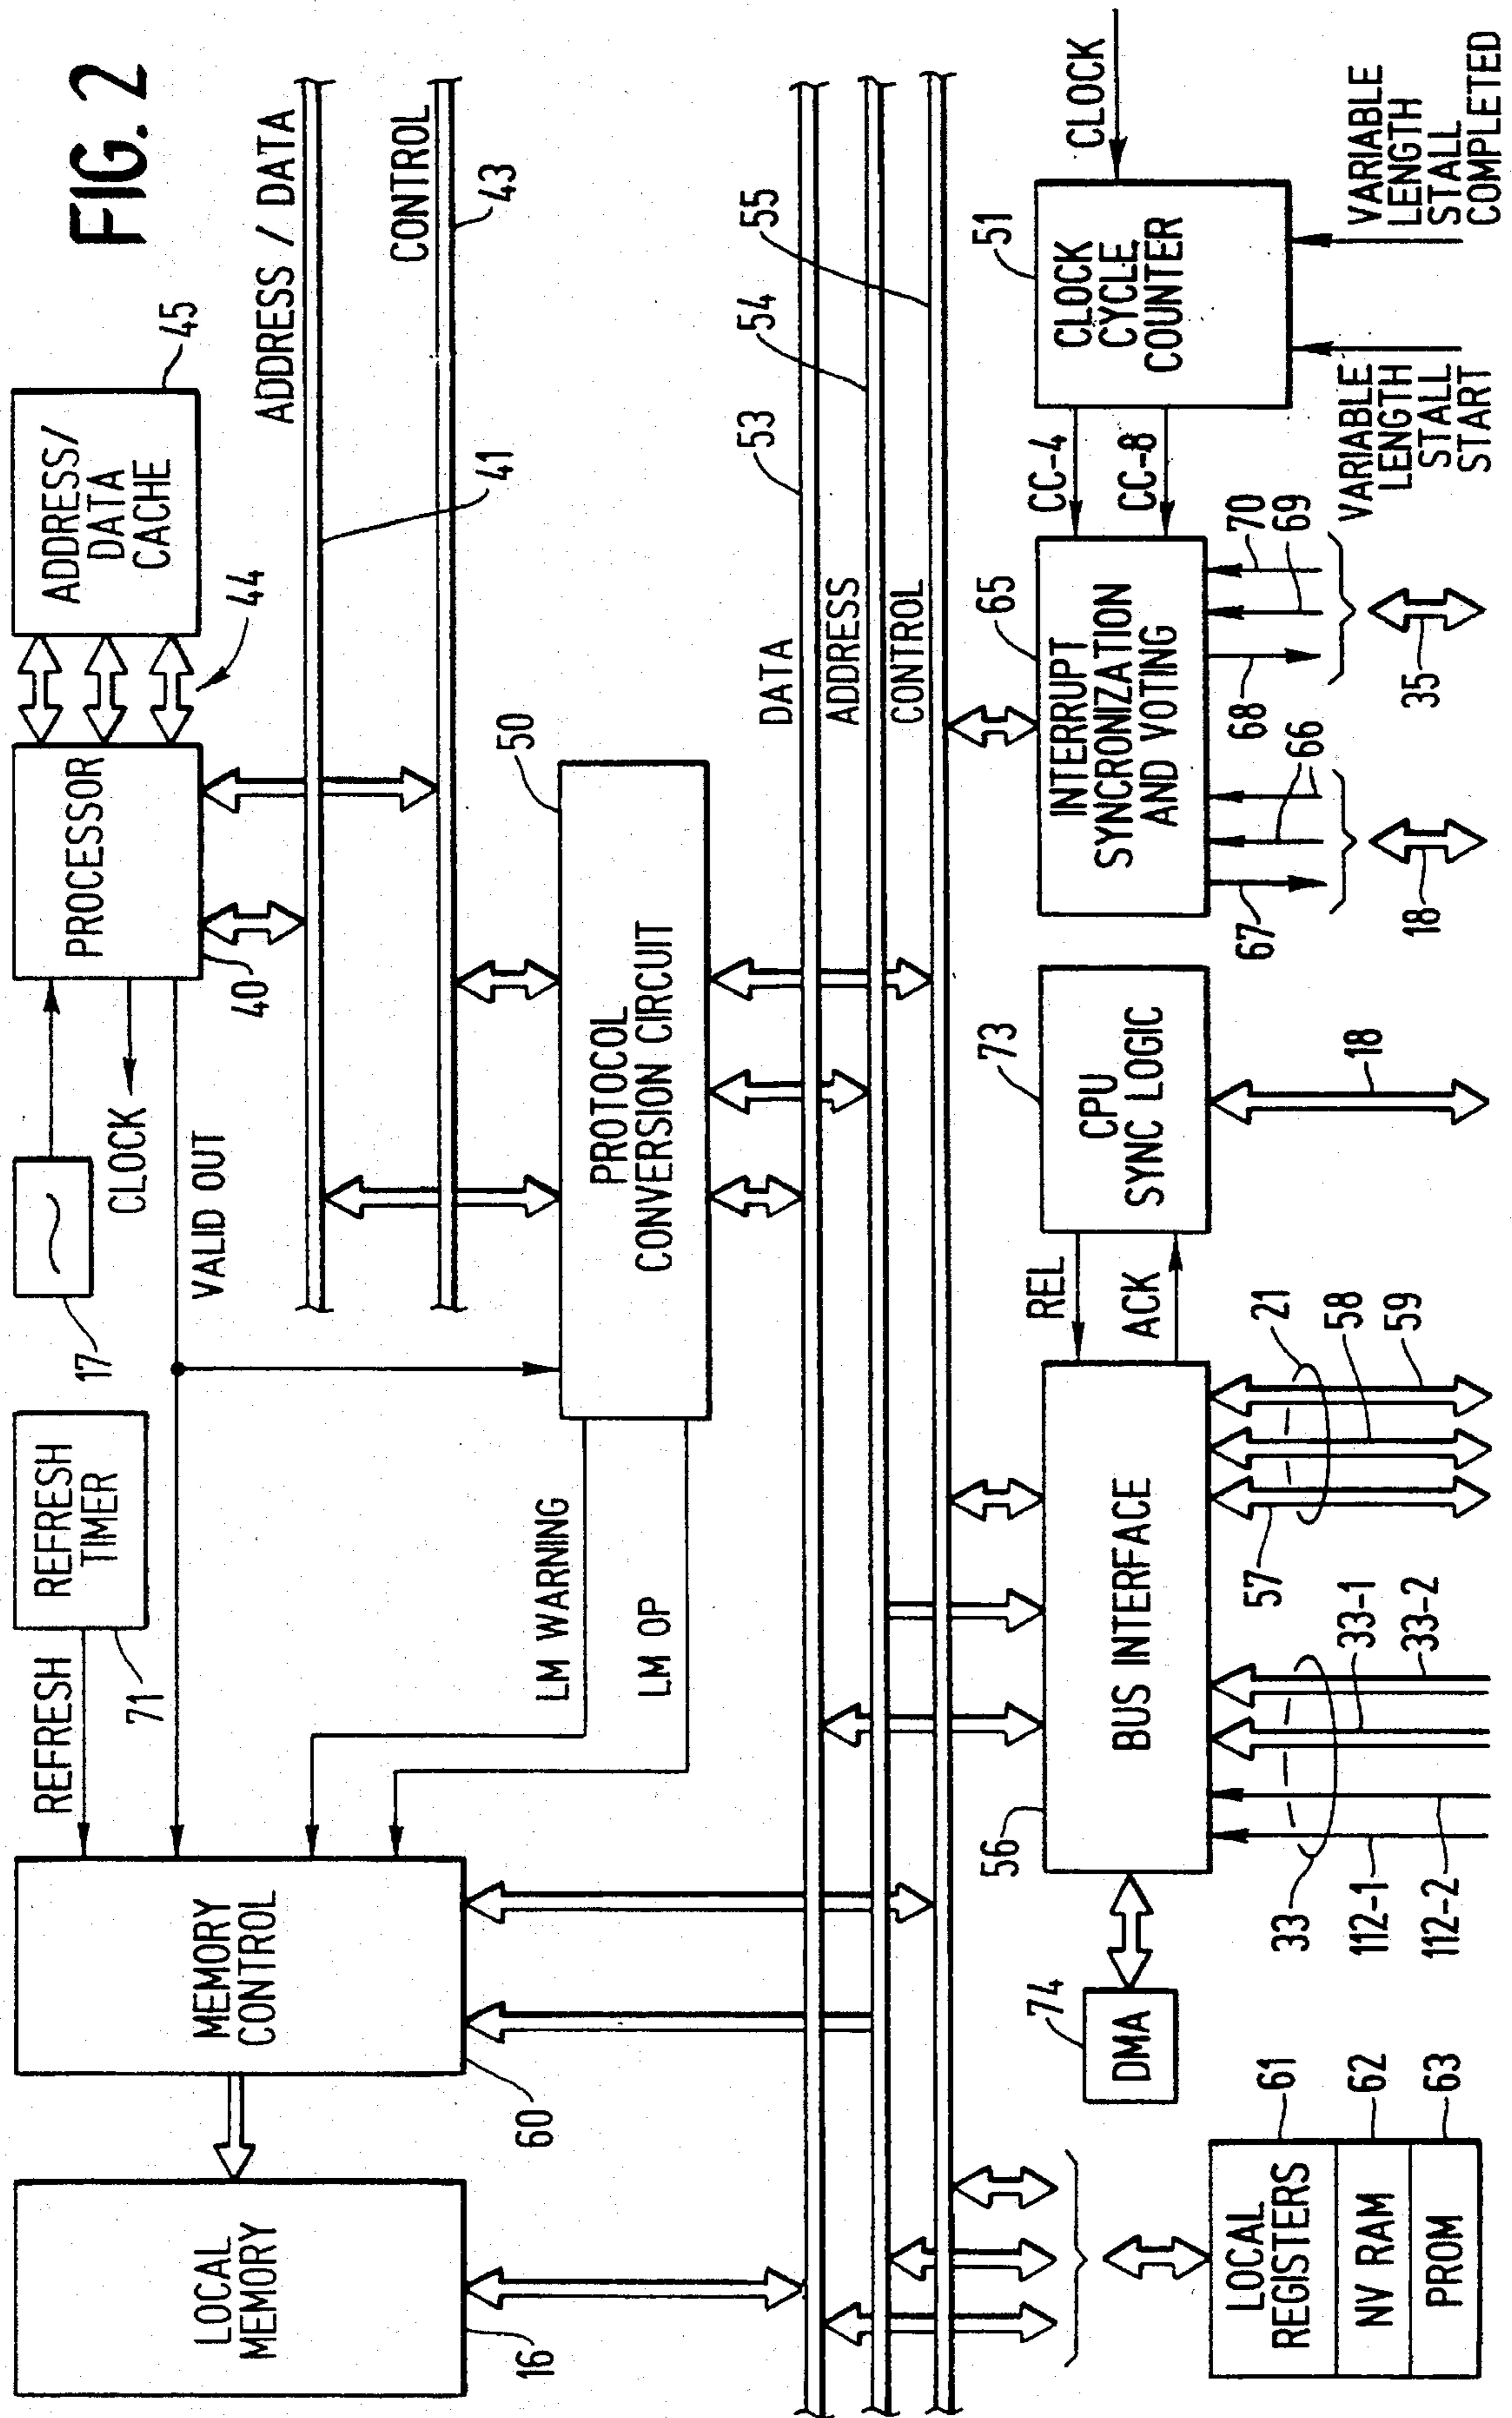 FIG. 2
LOCAL
MEMORY
16
MEMORY
CONTROL
60
REFRESH
REFRESH
TIMER
71
17
CLOCK
VALID OUT
PROCESSOR
40
44
ADDRESS/
DATA
CACHE
45
ADDRESS / DATA
41
CONTROL
43
LM WARNING
LM OP
PROTOCOL
CONVERSION CIRCUIT
50
DATA
53
ADDRESS
54
CONTROL
55
LOCAL
REGISTERS
61
NV RAM
62
PROM
63
DMA
74
BUS INTERFACE
56
33
112-1
112-2
33-1
33-2
57
21
58
59
REL
ACK
CPU
SYNC LOGIC
73
18
INTERRUPT
SYNCRONIZATION
AND VOTING
65
67
66
18
68
69
70
35
CC-4
CC-8
CLOCK
CYCLE
COUNTER
51
CLOCK
VARIABLE
LENGTH
STALL
START
VARIABLE
LENGTH
STALL
COMPLETED